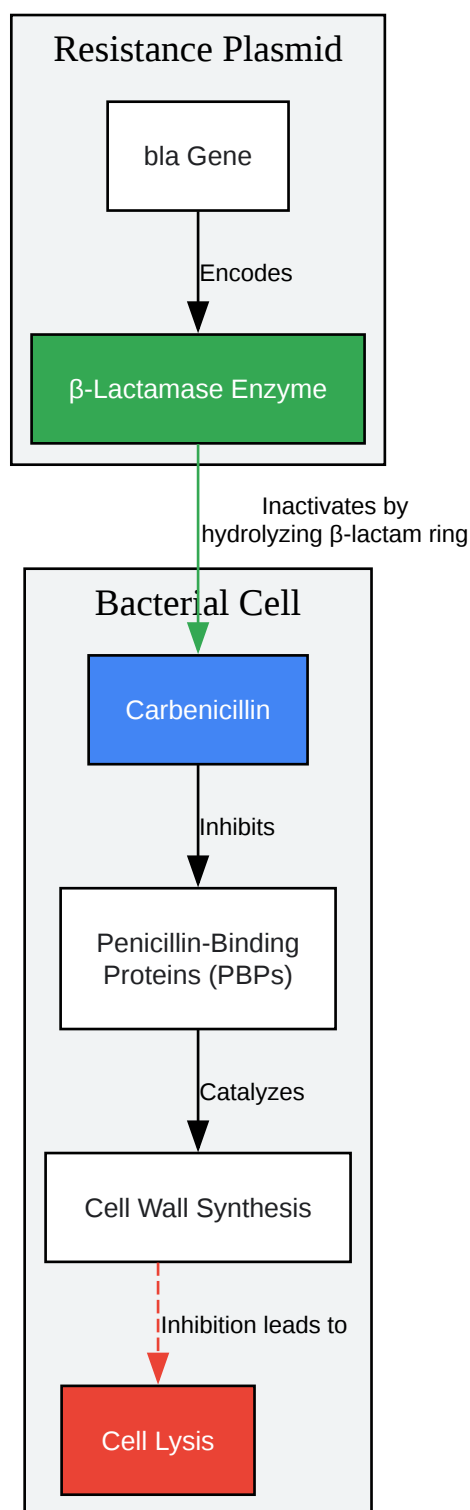 Resistance Plasmid
bla Gene
Encodes
β-Lactamase Enzyme
Inactivates by
hydrolyzing β-lactam ring
Bacterial Cell
Carbenicillin
Inhibits
Penicillin-Binding
Proteins (PBPs)
Catalyzes
Cell Wall Synthesis
Inhibition leads to
Cell Lysis